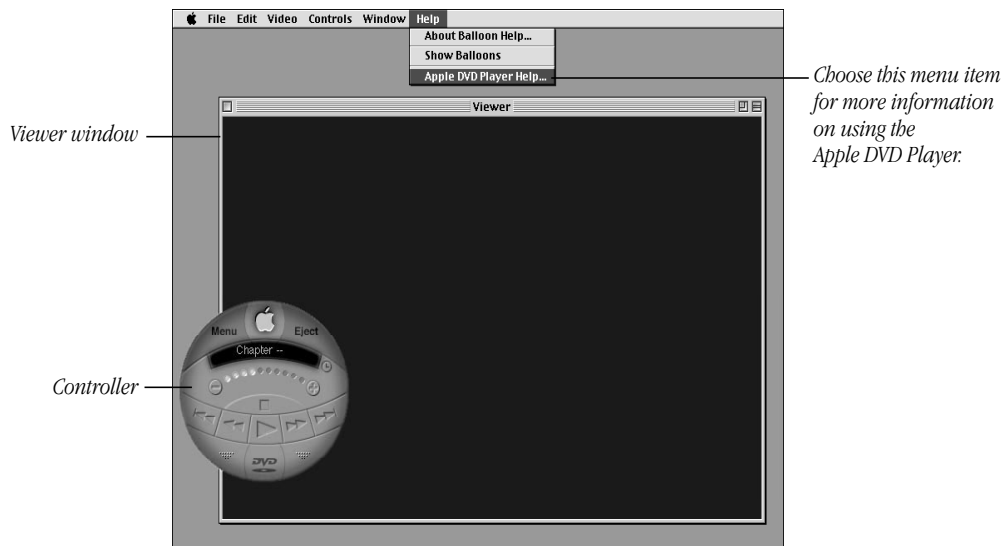 File Edit Video Controls Window Help
About Balloon Help...
Show Balloons
Apple DVD Player Help...
Choose this menu item
for more information
on using the
Apple DVD Player.
Viewer
Viewer window
Menu Eject
Chapter --
Controller
DVD